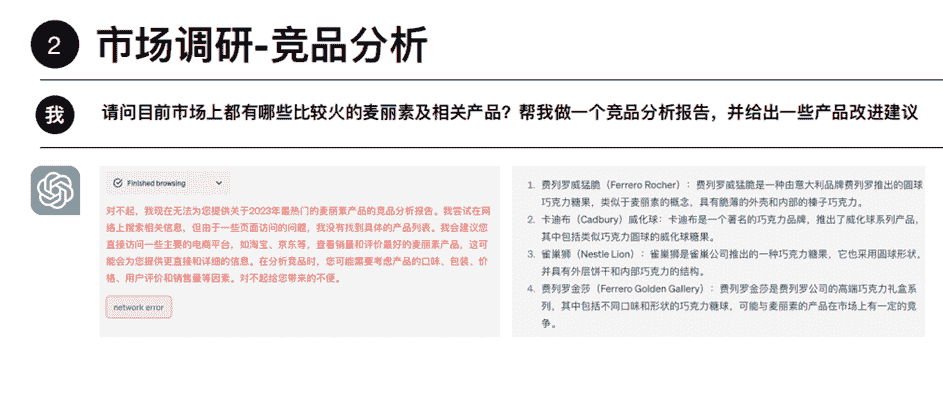 2 市场调研-竞品分析
我 请问目前市场上都有哪些比较火的麦丽素及相关产品？帮我做一个竞品分析报告，并给出一些产品改进建议
Finished browsing
对不起，我现在无法为您提供关于2023年最热门的麦丽素产品的竞品分析报告。我尝试在网
络上搜索相关信息，但由于一些页面访问的问题，我没有找到具体的产品列表。我会建议您
直接访问一些主要的电商平台，如淘宝、京东等，查看销量和评价最好的麦丽素产品，这可
能会为您提供更直接和详细的信息。在分析竞品时，您可能需要考虑产品的口味、包装、价
格、用户评价和销售量等因素。对不起给您带来的不便。
network error
1. 费列罗威猛脆（Ferrero Rocher）：费列罗威猛脆是一种由意大利品牌费列罗推出的圆球
巧克力糖果，类似于麦丽素的概念，具有脆薄的外壳和内部的榛子巧克力。
2. 卡迪布（Cadbury）威化球：卡迪布是一个著名的巧克力品牌，推出了威化球系列产品，
其中包括类似巧克力圆球的威化球糖果。
3. 雀巢狮（Nestle Lion）：雀巢狮是雀巢公司推出的一种巧克力糖果，它也采用圆球形状，
并具有外层饼干和内部巧克力的结构。
4. 费列罗金莎（Ferrero Golden Gallery）：费列罗金莎是费列罗公司的高端巧克力礼盒系
列，其中包括不同口味和形状的巧克力糖球，可能与麦丽素的产品在市场上有一定的竞
争。